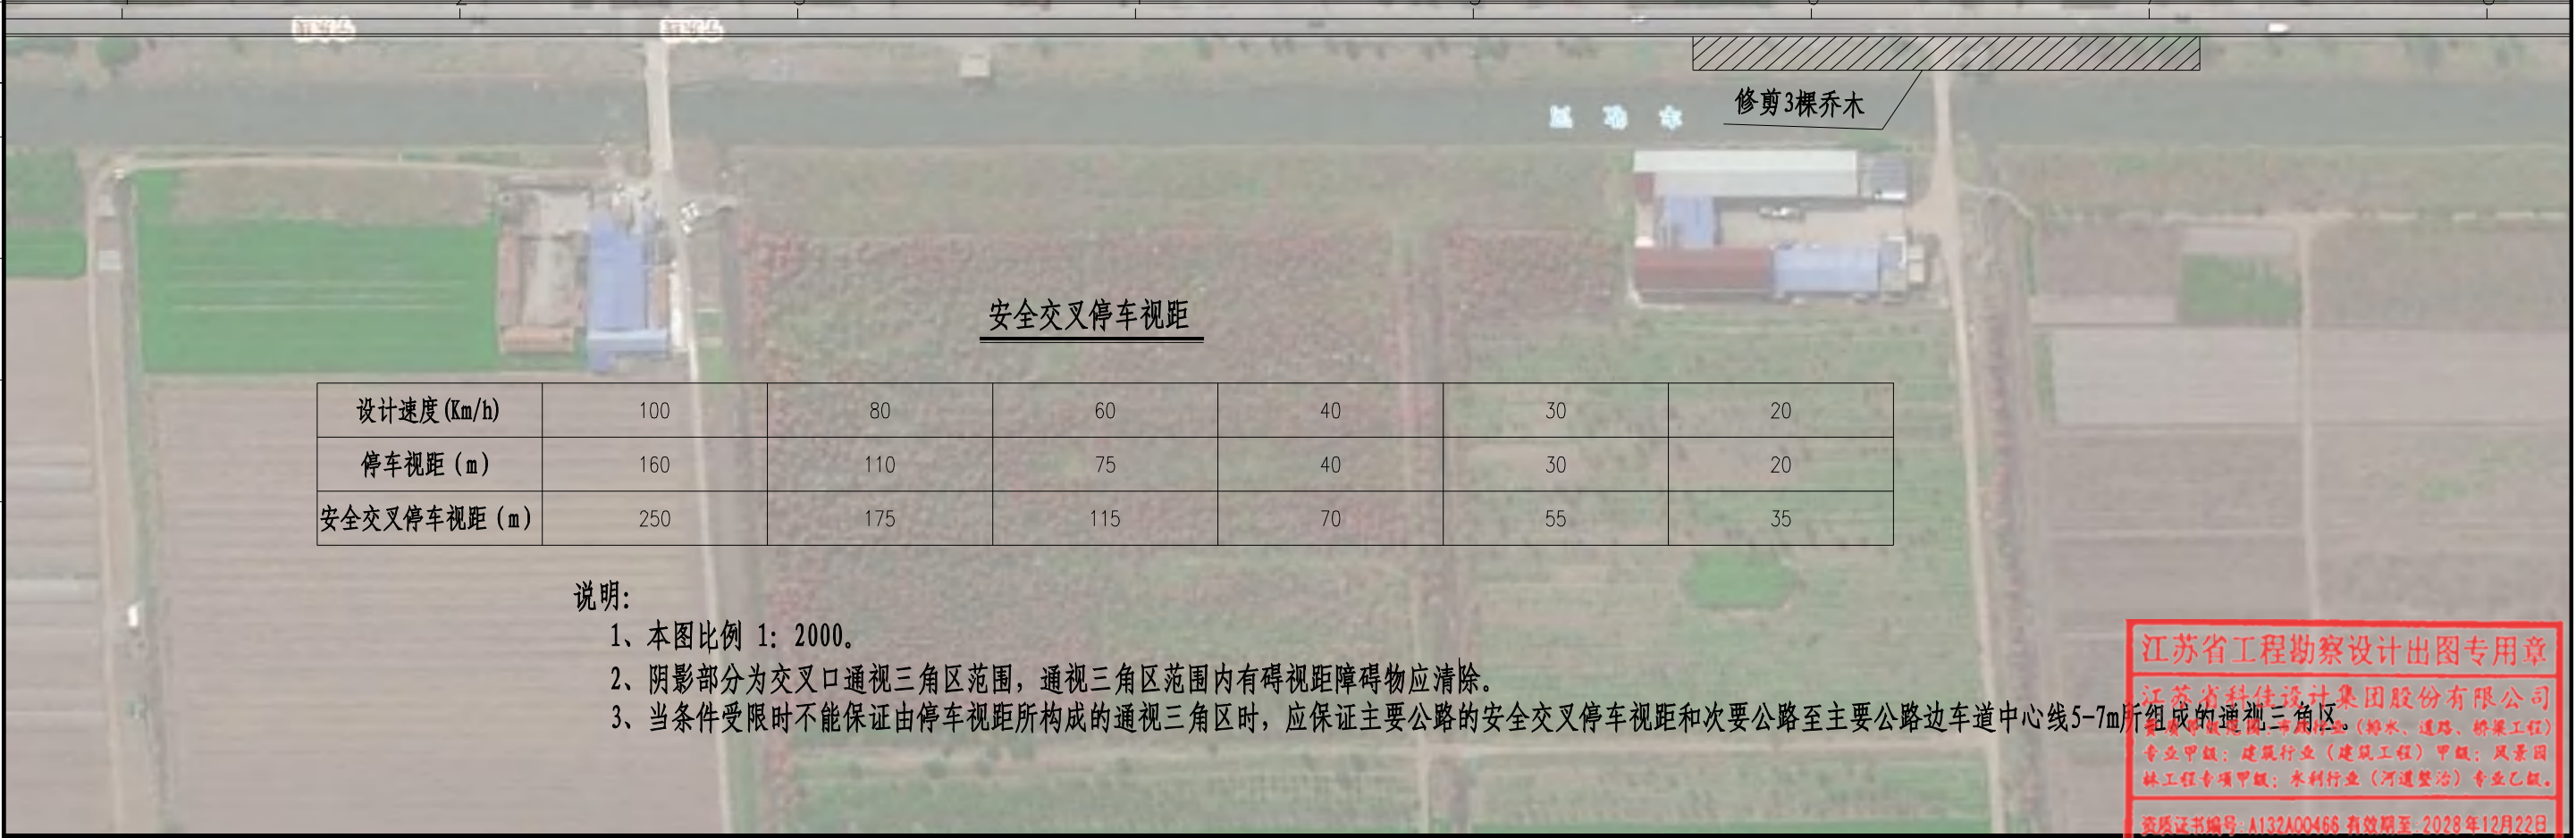 修剪3棵乔木
安全交叉停车视距
设计速度(Km/h) 100 80 60 40 30 20
停车视距(m) 160 110 75 40 30 20
安全交叉停车视距(m) 250 175 115 70 55 35
说明:
1、本图比例 1: 2000。
2、阴影部分为交叉口通视三角区范围,通视三角区范围内有碍视距障碍物应清除。
3、当条件受限时不能保证由停车视距所构成的通视三角区时,应保证主要公路的安全交叉停车视距和次要公路至主要公路边车道中心线5-7m所组成的通视三角区。
江苏省工程勘察设计出图专用章
江苏省科佳设计集团股份有限公司
市政行业(排水、道路、桥梁工程)
专业甲级;建筑行业(建筑工程)甲级;风景园
林工程专项甲级;水利行业(河道整治)专业乙级。
资质证书编号:A132A00466 有效期至:2028年12月22日